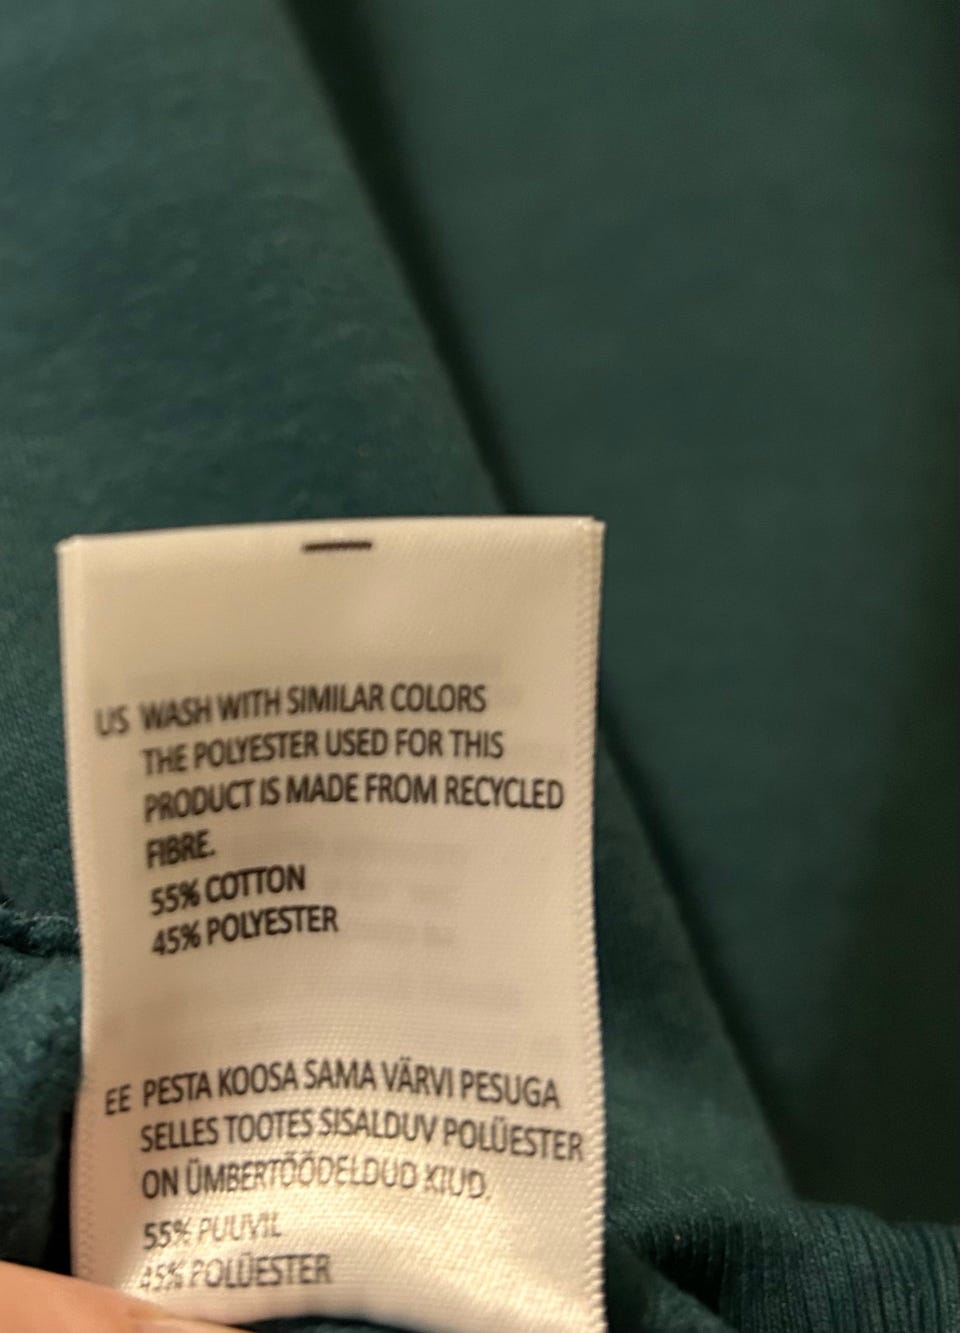 US WASH WITH SIMILAR COLORS
THE POLYESTER USED FOR THIS
PRODUCT IS MADE FROM RECYCLED
FIBRE.
55% COTTON
45% POLYESTER
EE PESTA KOOSA SAMA VÄRVI PESUGA
SELLES TOOTES SISALDUV POLÜESTER
ON ÜMBERTÖÖDELDUD KIUD.
55% PUUVIL
45% POLÜESTER